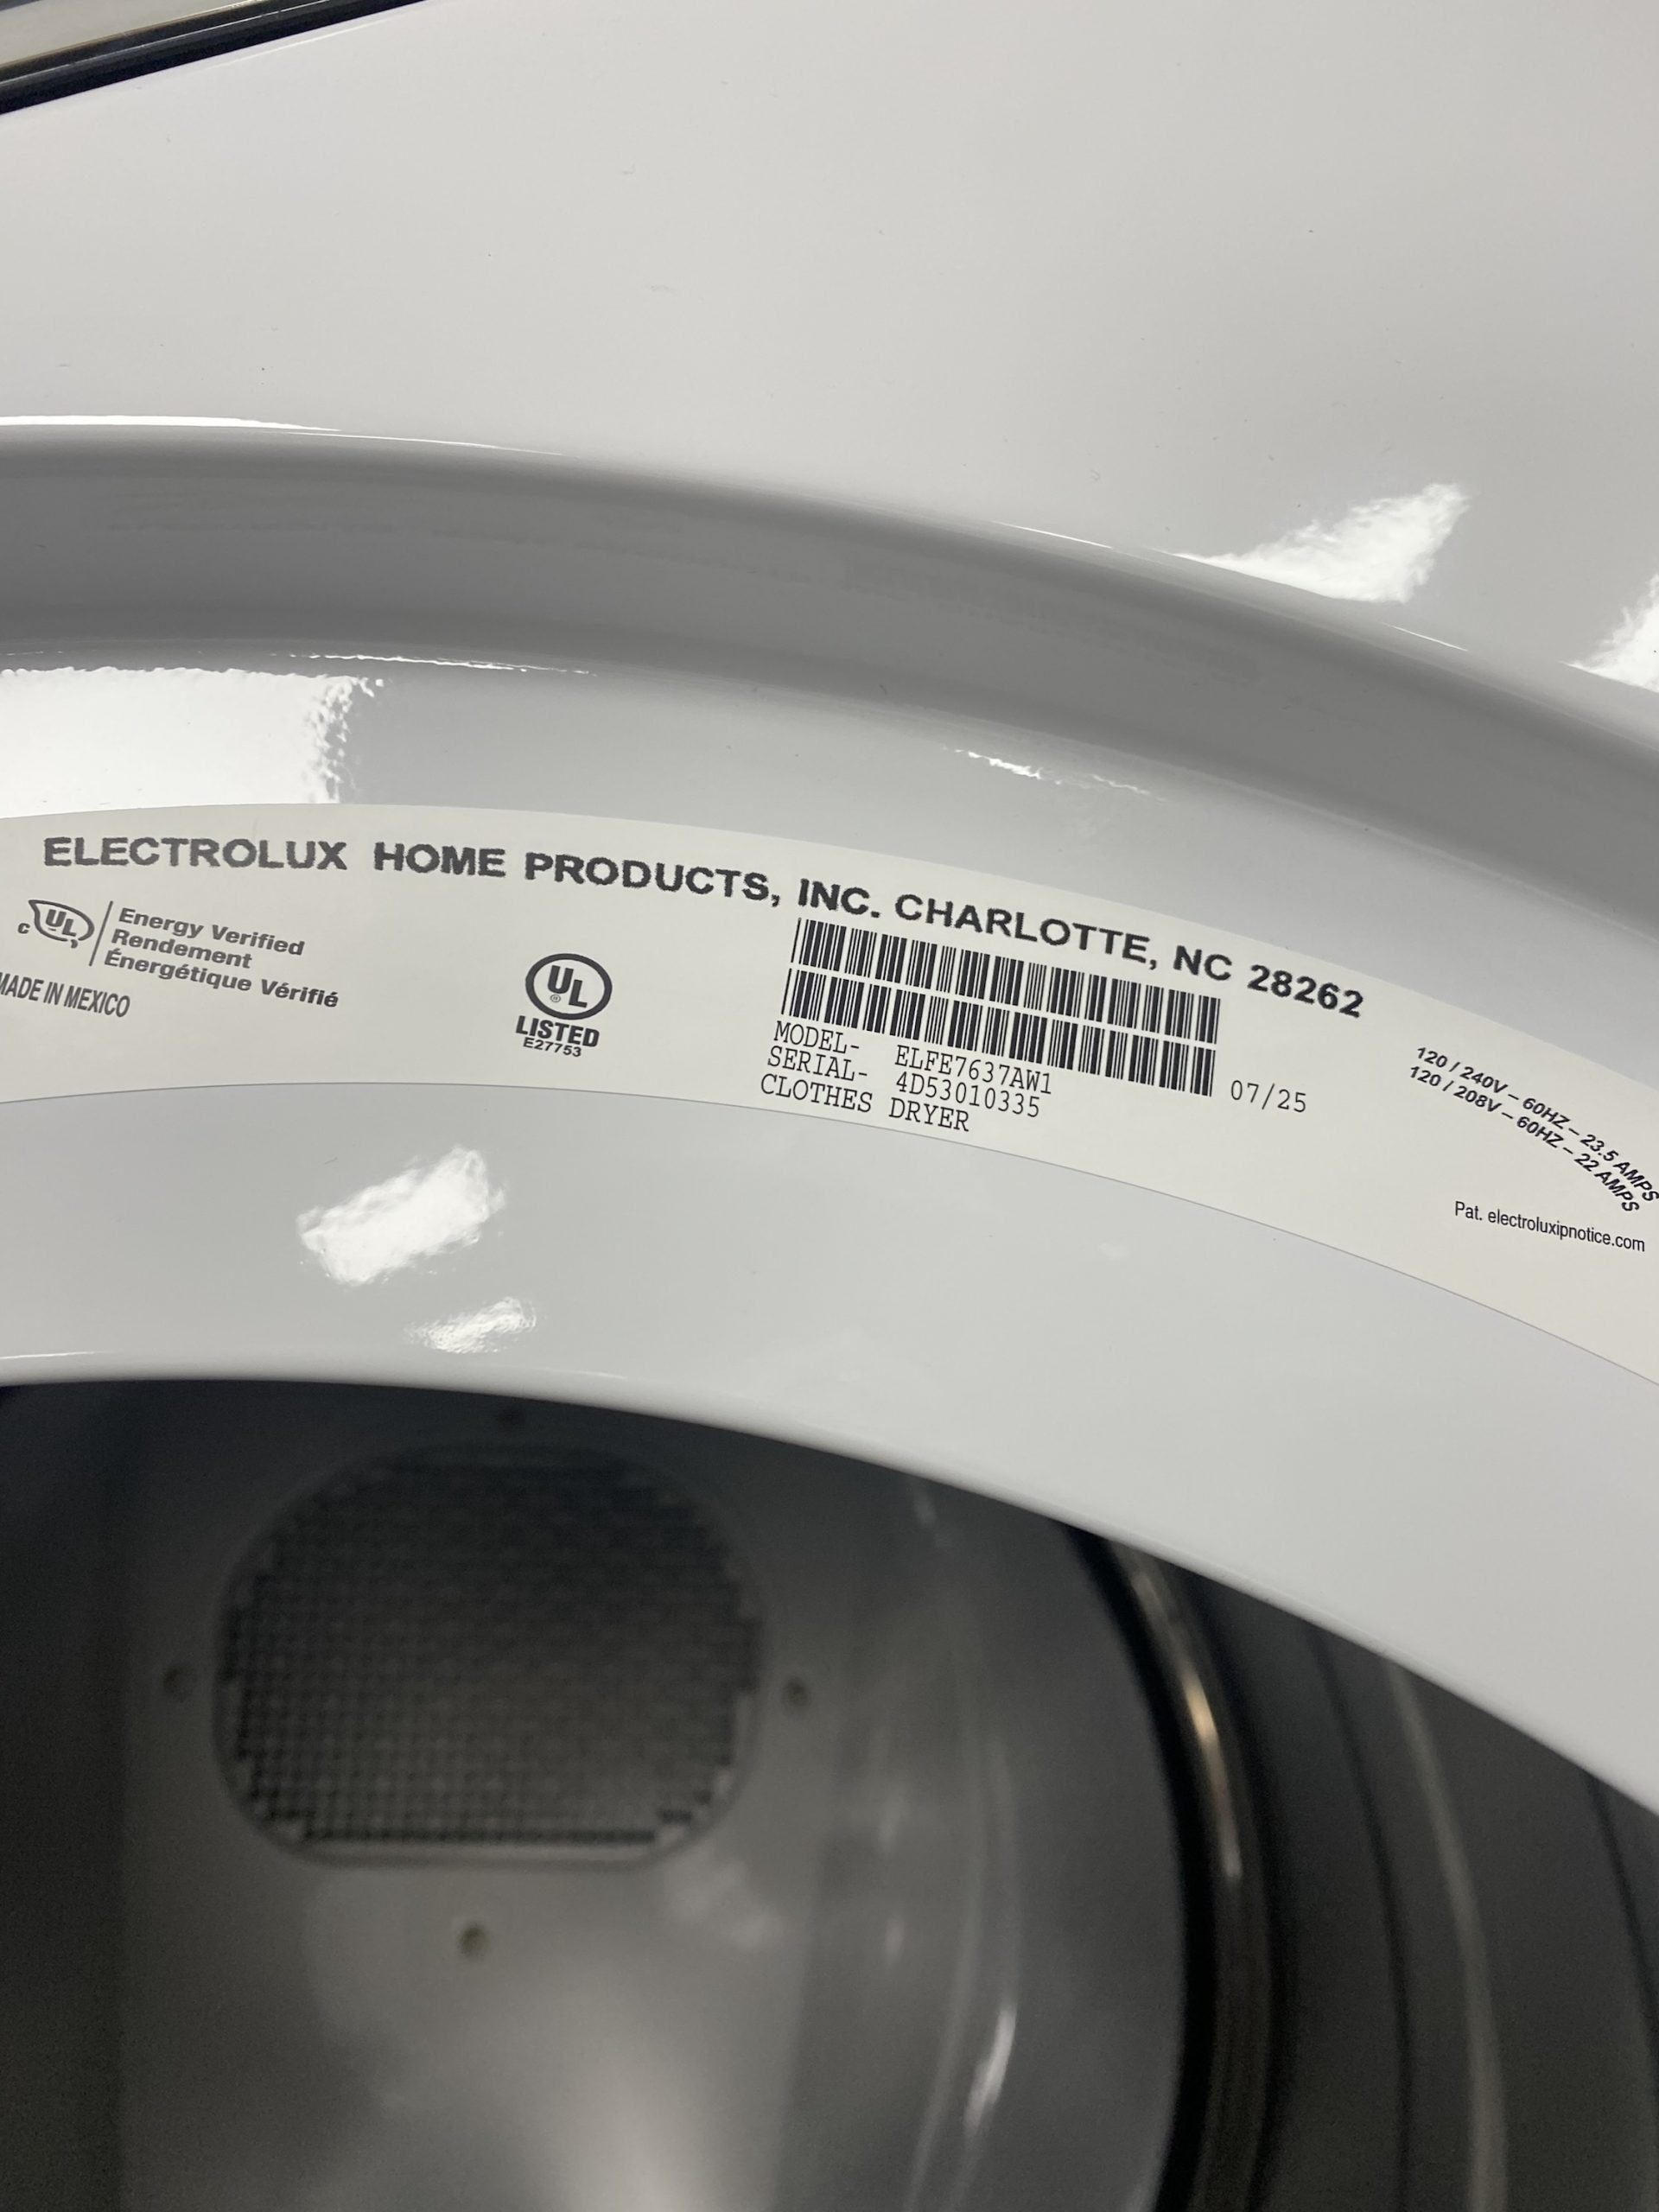 ELECTROLUX HOME PRODUCTS, INC. CHARLOTTE, NC 28262
C UL Energy Verified
Rendement
Énergétique Vérifié
MADE IN MEXICO
UL ®
LISTED
E27753
MODEL- ELFE7637AW1
SERIAL- 4D53010335
CLOTHES DRYER
07/25
120 / 240V – 60HZ – 23.5 AMPS
120 / 208V – 60HZ – 22 AMPS
Pat. electroluxipnotice.com